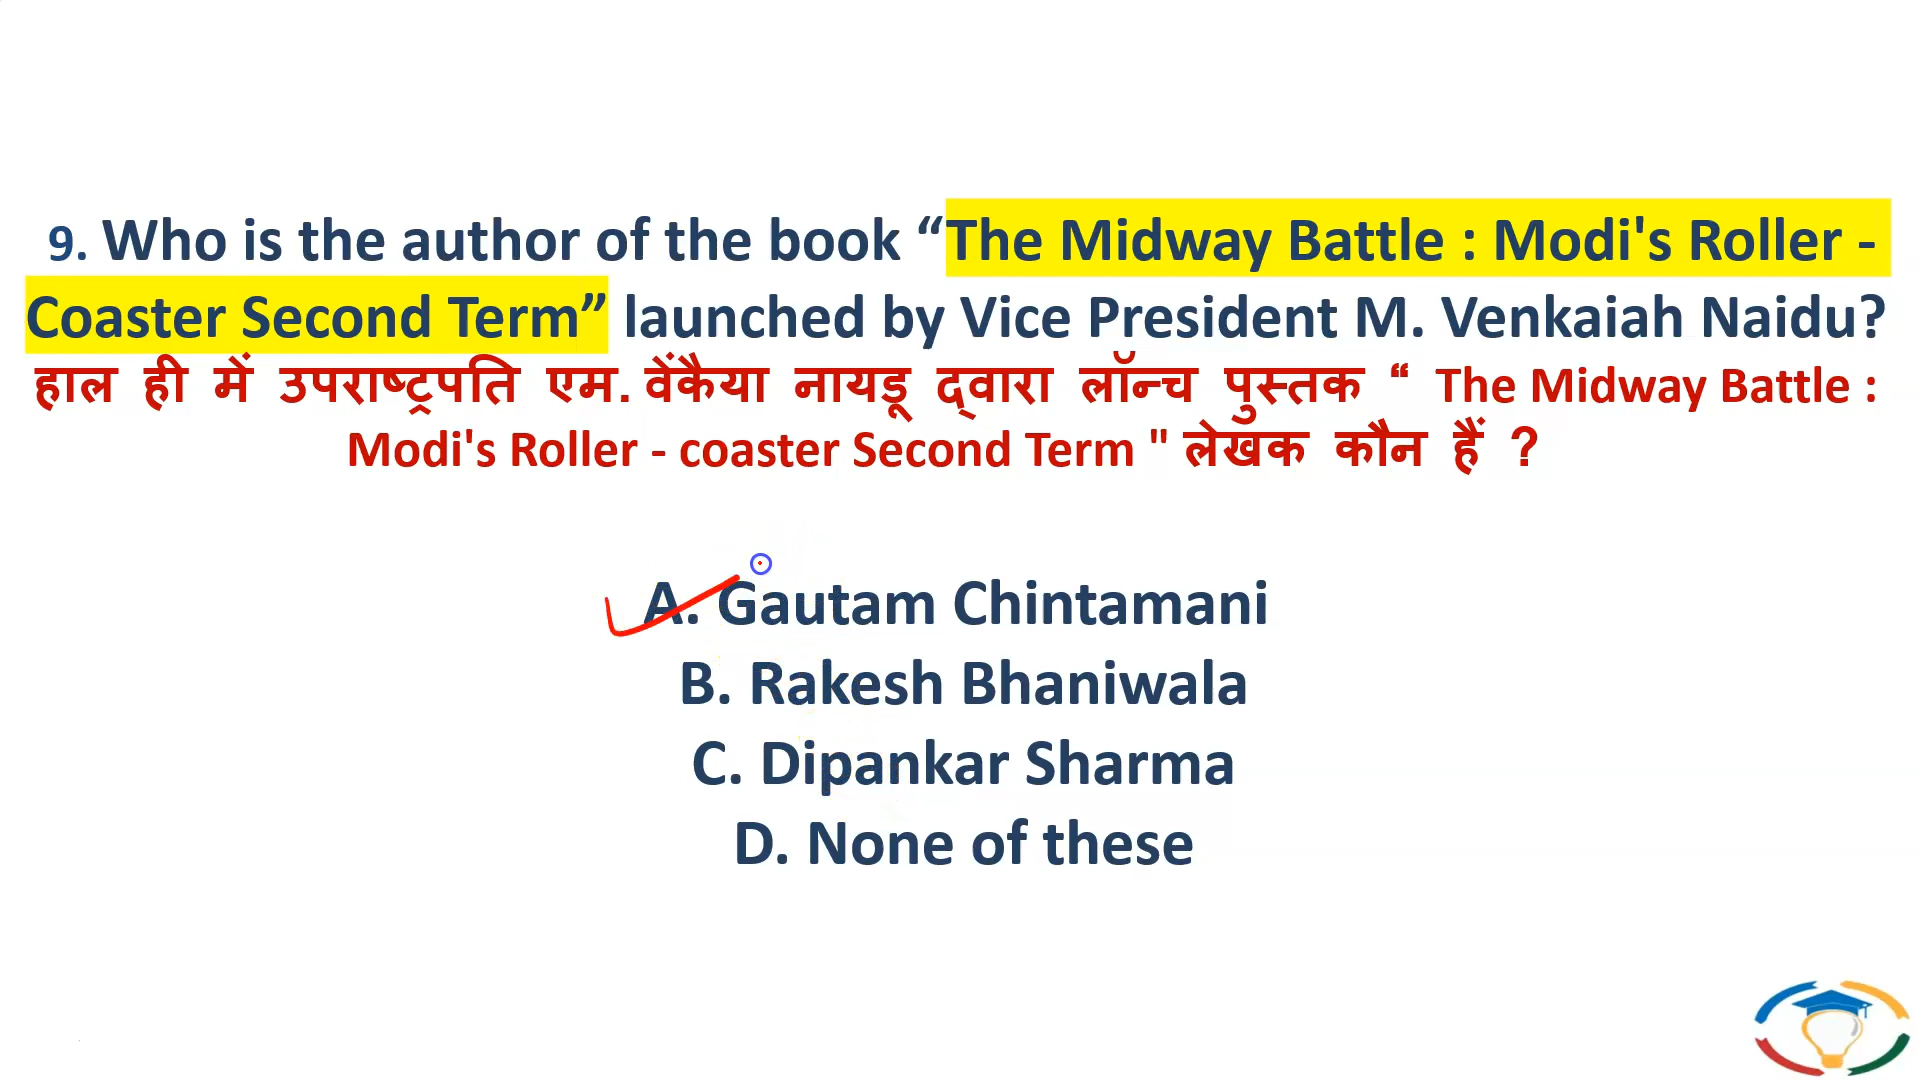 9. Who is the author of the book “The Midway Battle : Modi's Roller -
Coaster Second Term” launched by Vice President M. Venkaiah Naidu?
हाल ही में उपराष्ट्रपति एम. वेंकैया नायडू द्वारा लॉन्च पुस्तक “ The Midway Battle :
Modi's Roller - coaster Second Term " लेखक कौन हैं ?
A. Gautam Chintamani
B. Rakesh Bhaniwala
C. Dipankar Sharma
D. None of these